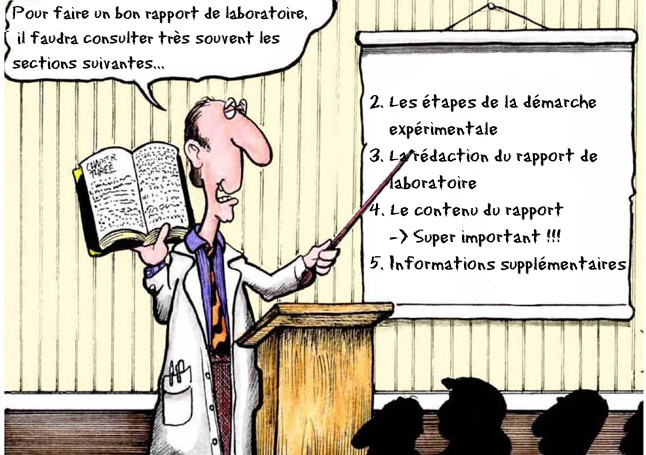 Pour faire un bon rapport de laboratoire,
il faudra consulter très souvent les
sections suivantes...
CHAPTER
THREE
2. Les étapes de la démarche
expérimentale
3. La rédaction du rapport de
laboratoire
4. Le contenu du rapport
-> Super important !!!
5. Informations supplémentaires